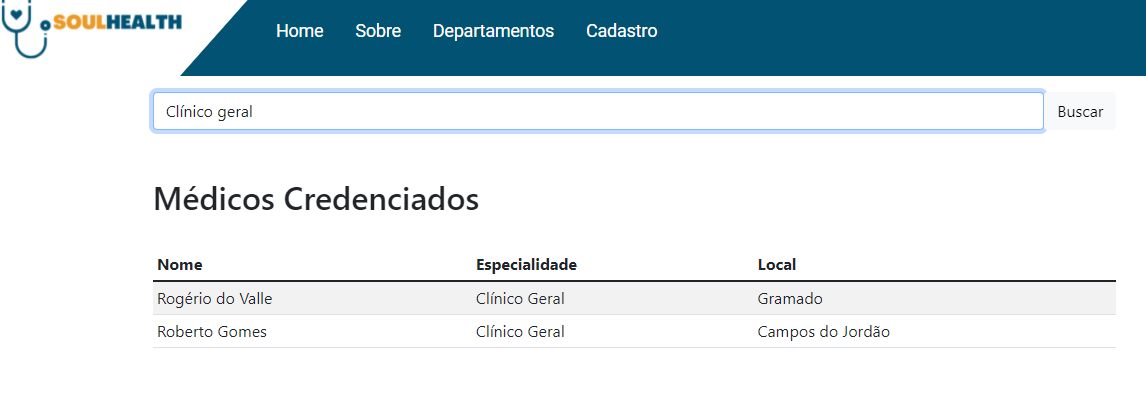 SOULHEALTH
Home Sobre Departamentos Cadastro
Clínico geral Buscar
Médicos Credenciados
Nome Especialidade Local
Rogério do Valle Clínico Geral Gramado
Roberto Gomes Clínico Geral Campos do Jordão